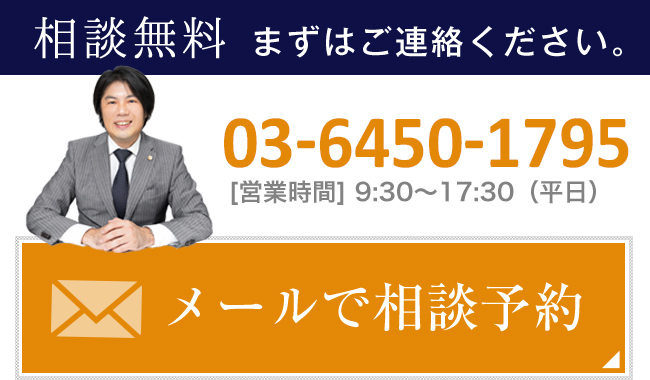 相談無料 まずはご連絡ください。
03-6450-1795
[営業時間] 9:30〜17:30（平日）
メールで相談予約